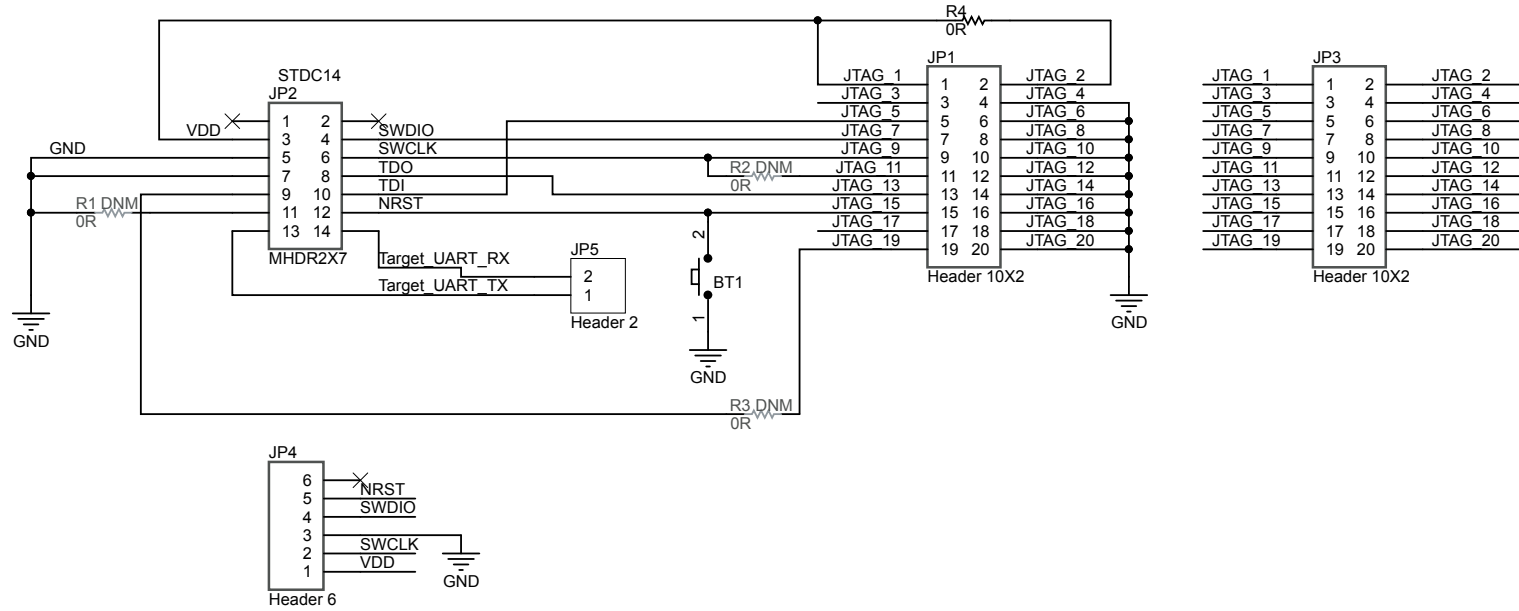 R4
0R
STDC14
JP2
1 2
3 4
5 6
7 8
9 10
11 12
13 14
MHDR2X7
VDD
GND
SWDIO
SWCLK
TDO
TDI
NRST
R1 DNM
0R
GND
Target_UART_RX
Target_UART_TX
JP5
2
1
Header 2
R2 DNM
0R
2
BT1
1
GND
R3 DNM
0R
JP1
JTAG_1 1 2 JTAG_2
JTAG_3 3 4 JTAG_4
JTAG_5 5 6 JTAG_6
JTAG_7 7 8 JTAG_8
JTAG_9 9 10 JTAG_10
JTAG_11 11 12 JTAG_12
JTAG_13 13 14 JTAG_14
JTAG_15 15 16 JTAG_16
JTAG_17 17 18 JTAG_18
JTAG_19 19 20 JTAG_20
Header 10X2
GND
JP3
JTAG_1 1 2 JTAG_2
JTAG_3 3 4 JTAG_4
JTAG_5 5 6 JTAG_6
JTAG_7 7 8 JTAG_8
JTAG_9 9 10 JTAG_10
JTAG_11 11 12 JTAG_12
JTAG_13 13 14 JTAG_14
JTAG_15 15 16 JTAG_16
JTAG_17 17 18 JTAG_18
JTAG_19 19 20 JTAG_20
Header 10X2
JP4
6
5 NRST
4 SWDIO
3
2 SWCLK
1 VDD
GND
Header 6